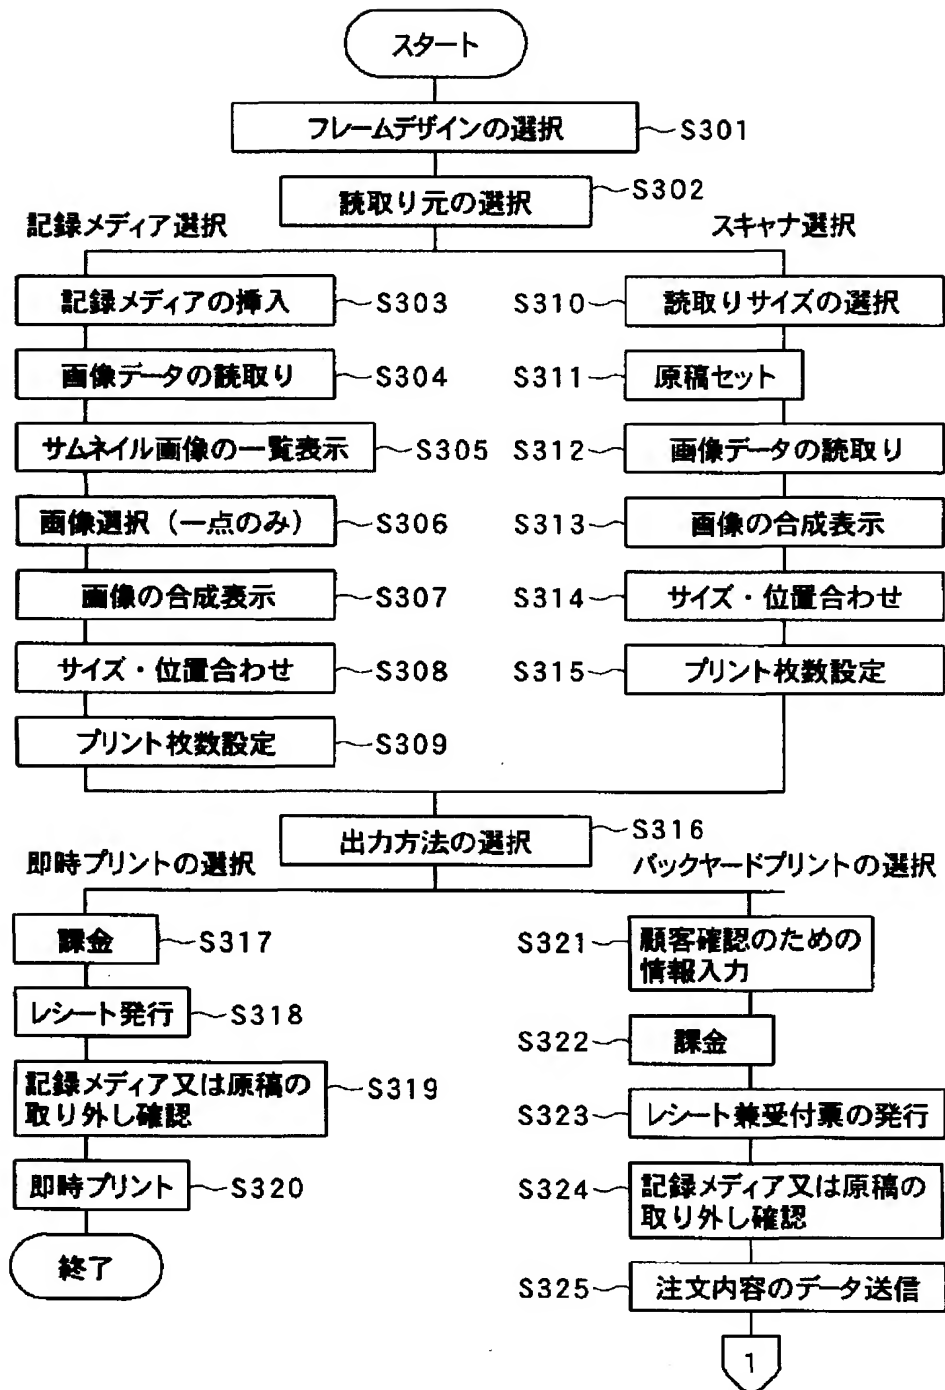 スタート
フレームデザインの選択
S301
読取り元の選択
S302
記録メディア選択
スキャナ選択
記録メディアの挿入
S303
画像データの読取り
S304
サムネイル画像の一覧表示
S305
画像選択（一点のみ）
S306
画像の合成表示
S307
サイズ・位置合わせ
S308
プリント枚数設定
S309
S310
読取りサイズの選択
S311
原稿セット
S312
画像データの読取り
S313
画像の合成表示
S314
サイズ・位置合わせ
S315
プリント枚数設定
出力方法の選択
S316
即時プリントの選択
バックヤードプリントの選択
課金
S317
レシート発行
S318
記録メディア又は原稿の
取り外し確認
S319
即時プリント
S320
終了
S321
顧客確認のための
情報入力
S322
課金
S323
レシート兼受付票の発行
S324
記録メディア又は原稿の
取り外し確認
S325
注文内容のデータ送信
1